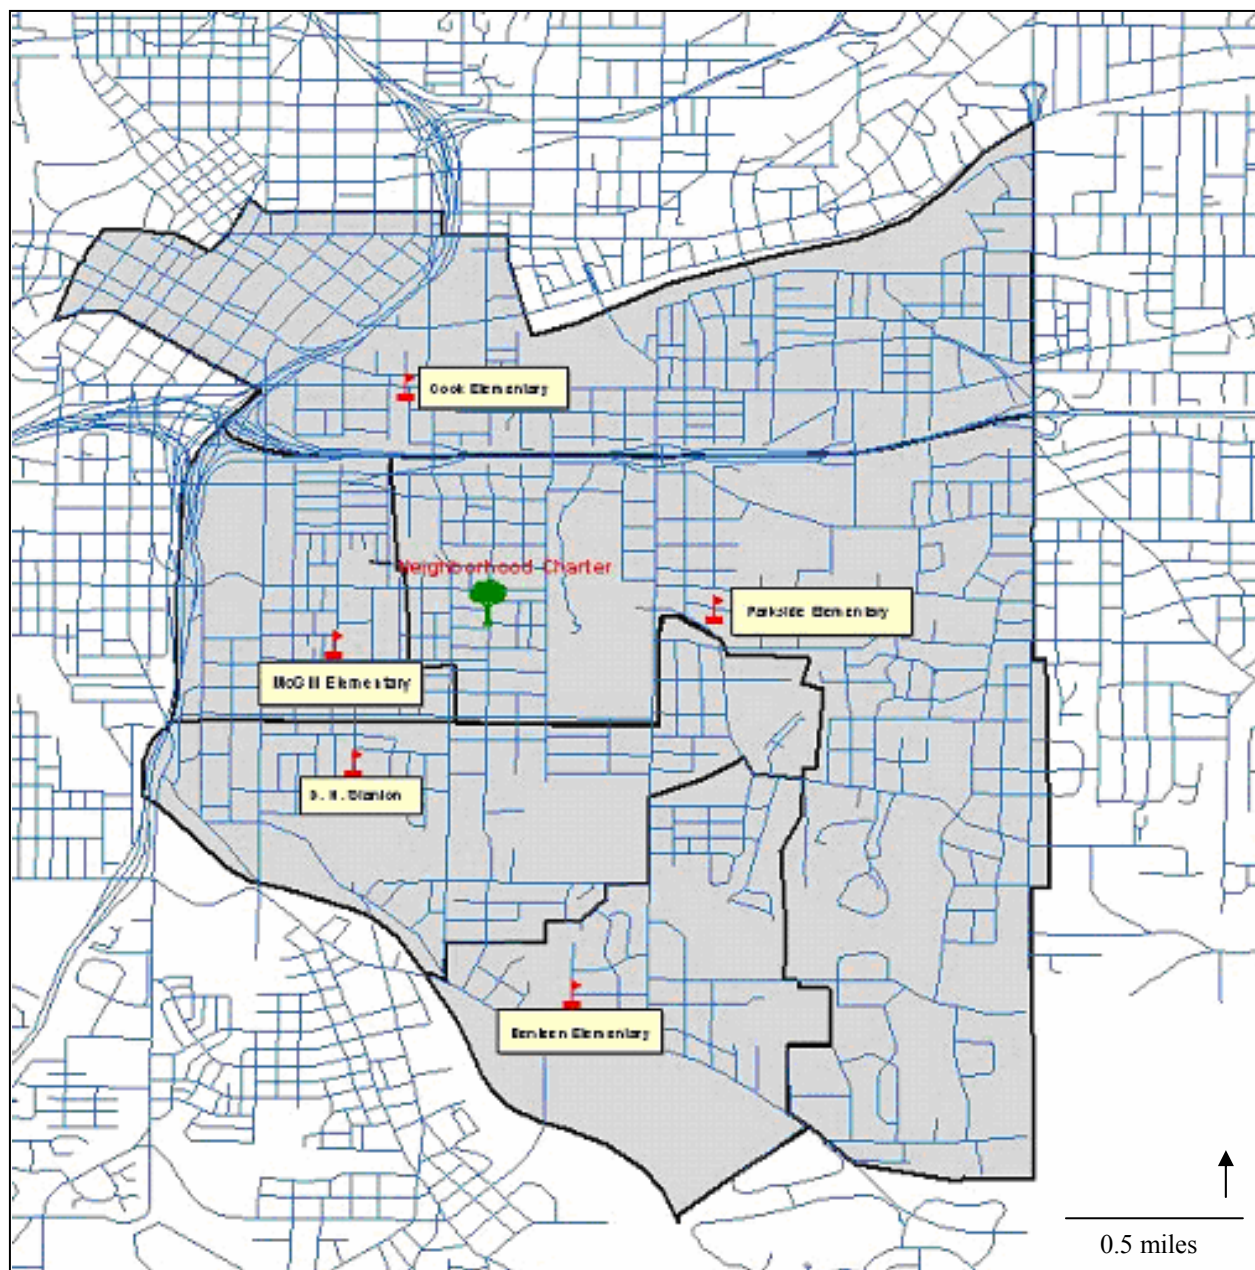 Cook Elementary
Neighborhood Charter
Parkside Elementary
McGill Elementary
D. H. Stanton
Benteen Elementary
0.5 miles